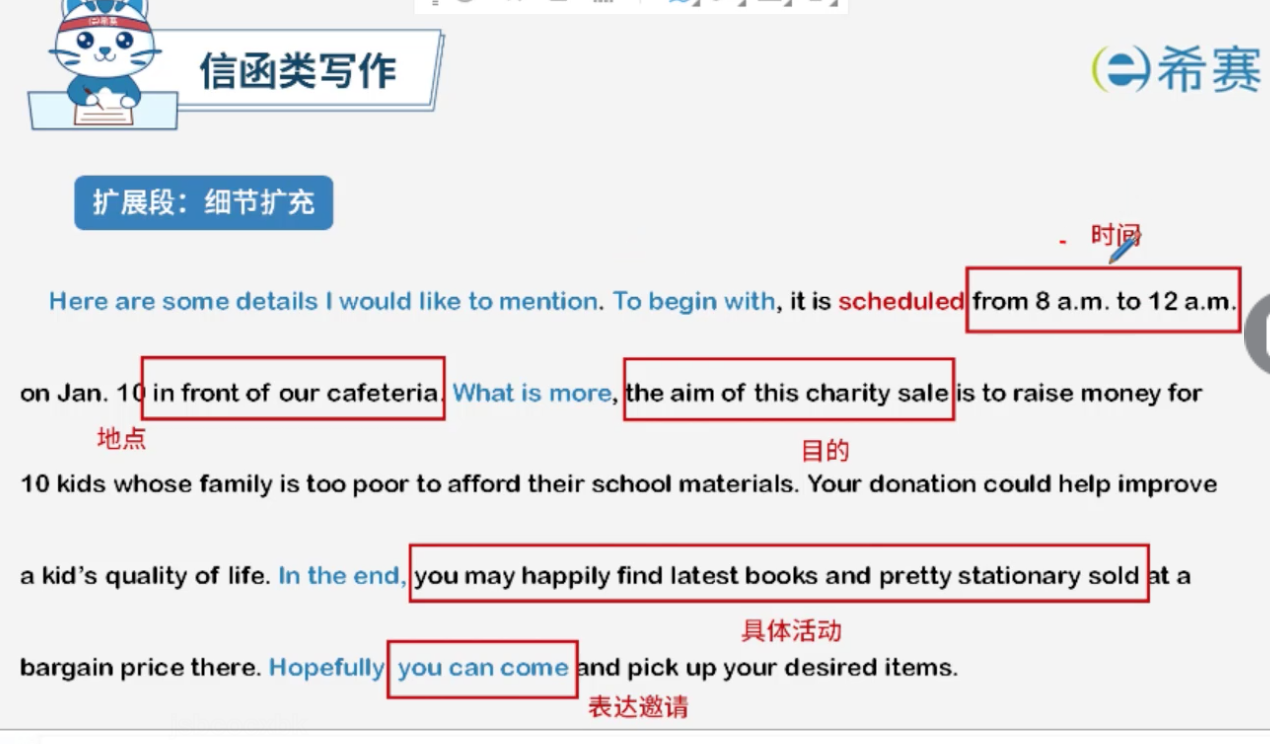 希赛
信函类写作
希赛
扩展段：细节扩充
- 时间
Here are some details I would like to mention. To begin with, it is scheduled from 8 a.m. to 12 a.m.
on Jan. 10 in front of our cafeteria. What is more, the aim of this charity sale is to raise money for
地点
目的
10 kids whose family is too poor to afford their school materials. Your donation could help improve
a kid's quality of life. In the end, you may happily find latest books and pretty stationary sold at a
具体活动
bargain price there. Hopefully you can come and pick up your desired items.
表达邀请